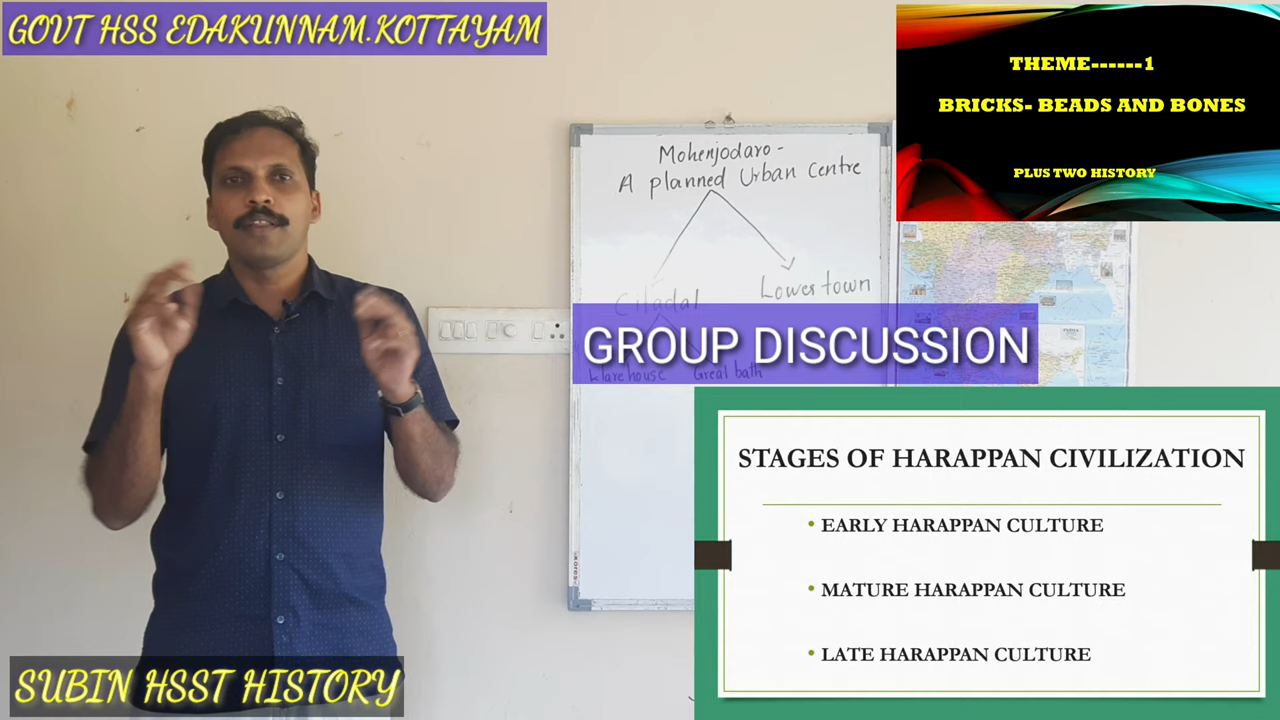 GOVT HSS EDAKUNNAM.KOTTAYAM
THEME------1
BRICKS- BEADS AND BONES
PLUS TWO HISTORY
Mohenjodaro-
A planned Urban Centre
Citadal
Lower town
Warehouse Great bath
GROUP DISCUSSION
STAGES OF HARAPPAN CIVILIZATION
• EARLY HARAPPAN CULTURE
• MATURE HARAPPAN CULTURE
• LATE HARAPPAN CULTURE
SUBIN HSST HISTORY